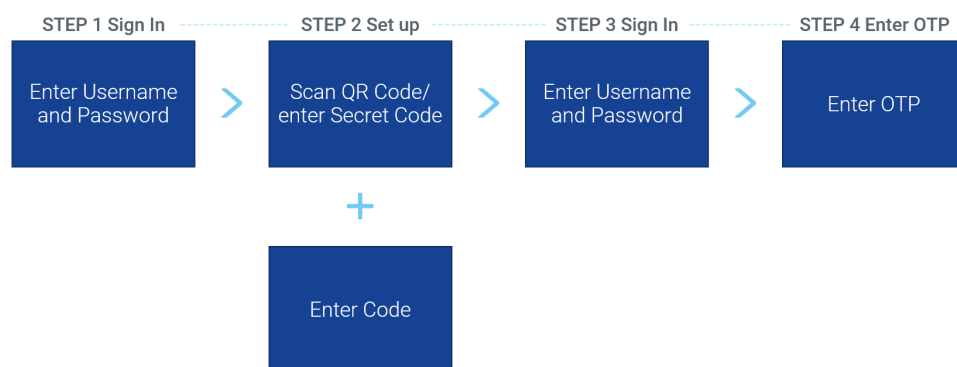 STEP 1 Sign In
STEP 2 Set up
STEP 3 Sign In
STEP 4 Enter OTP
Enter Username
and Password
Scan QR Code/
enter Secret Code
Enter Username
and Password
Enter OTP
Enter Code